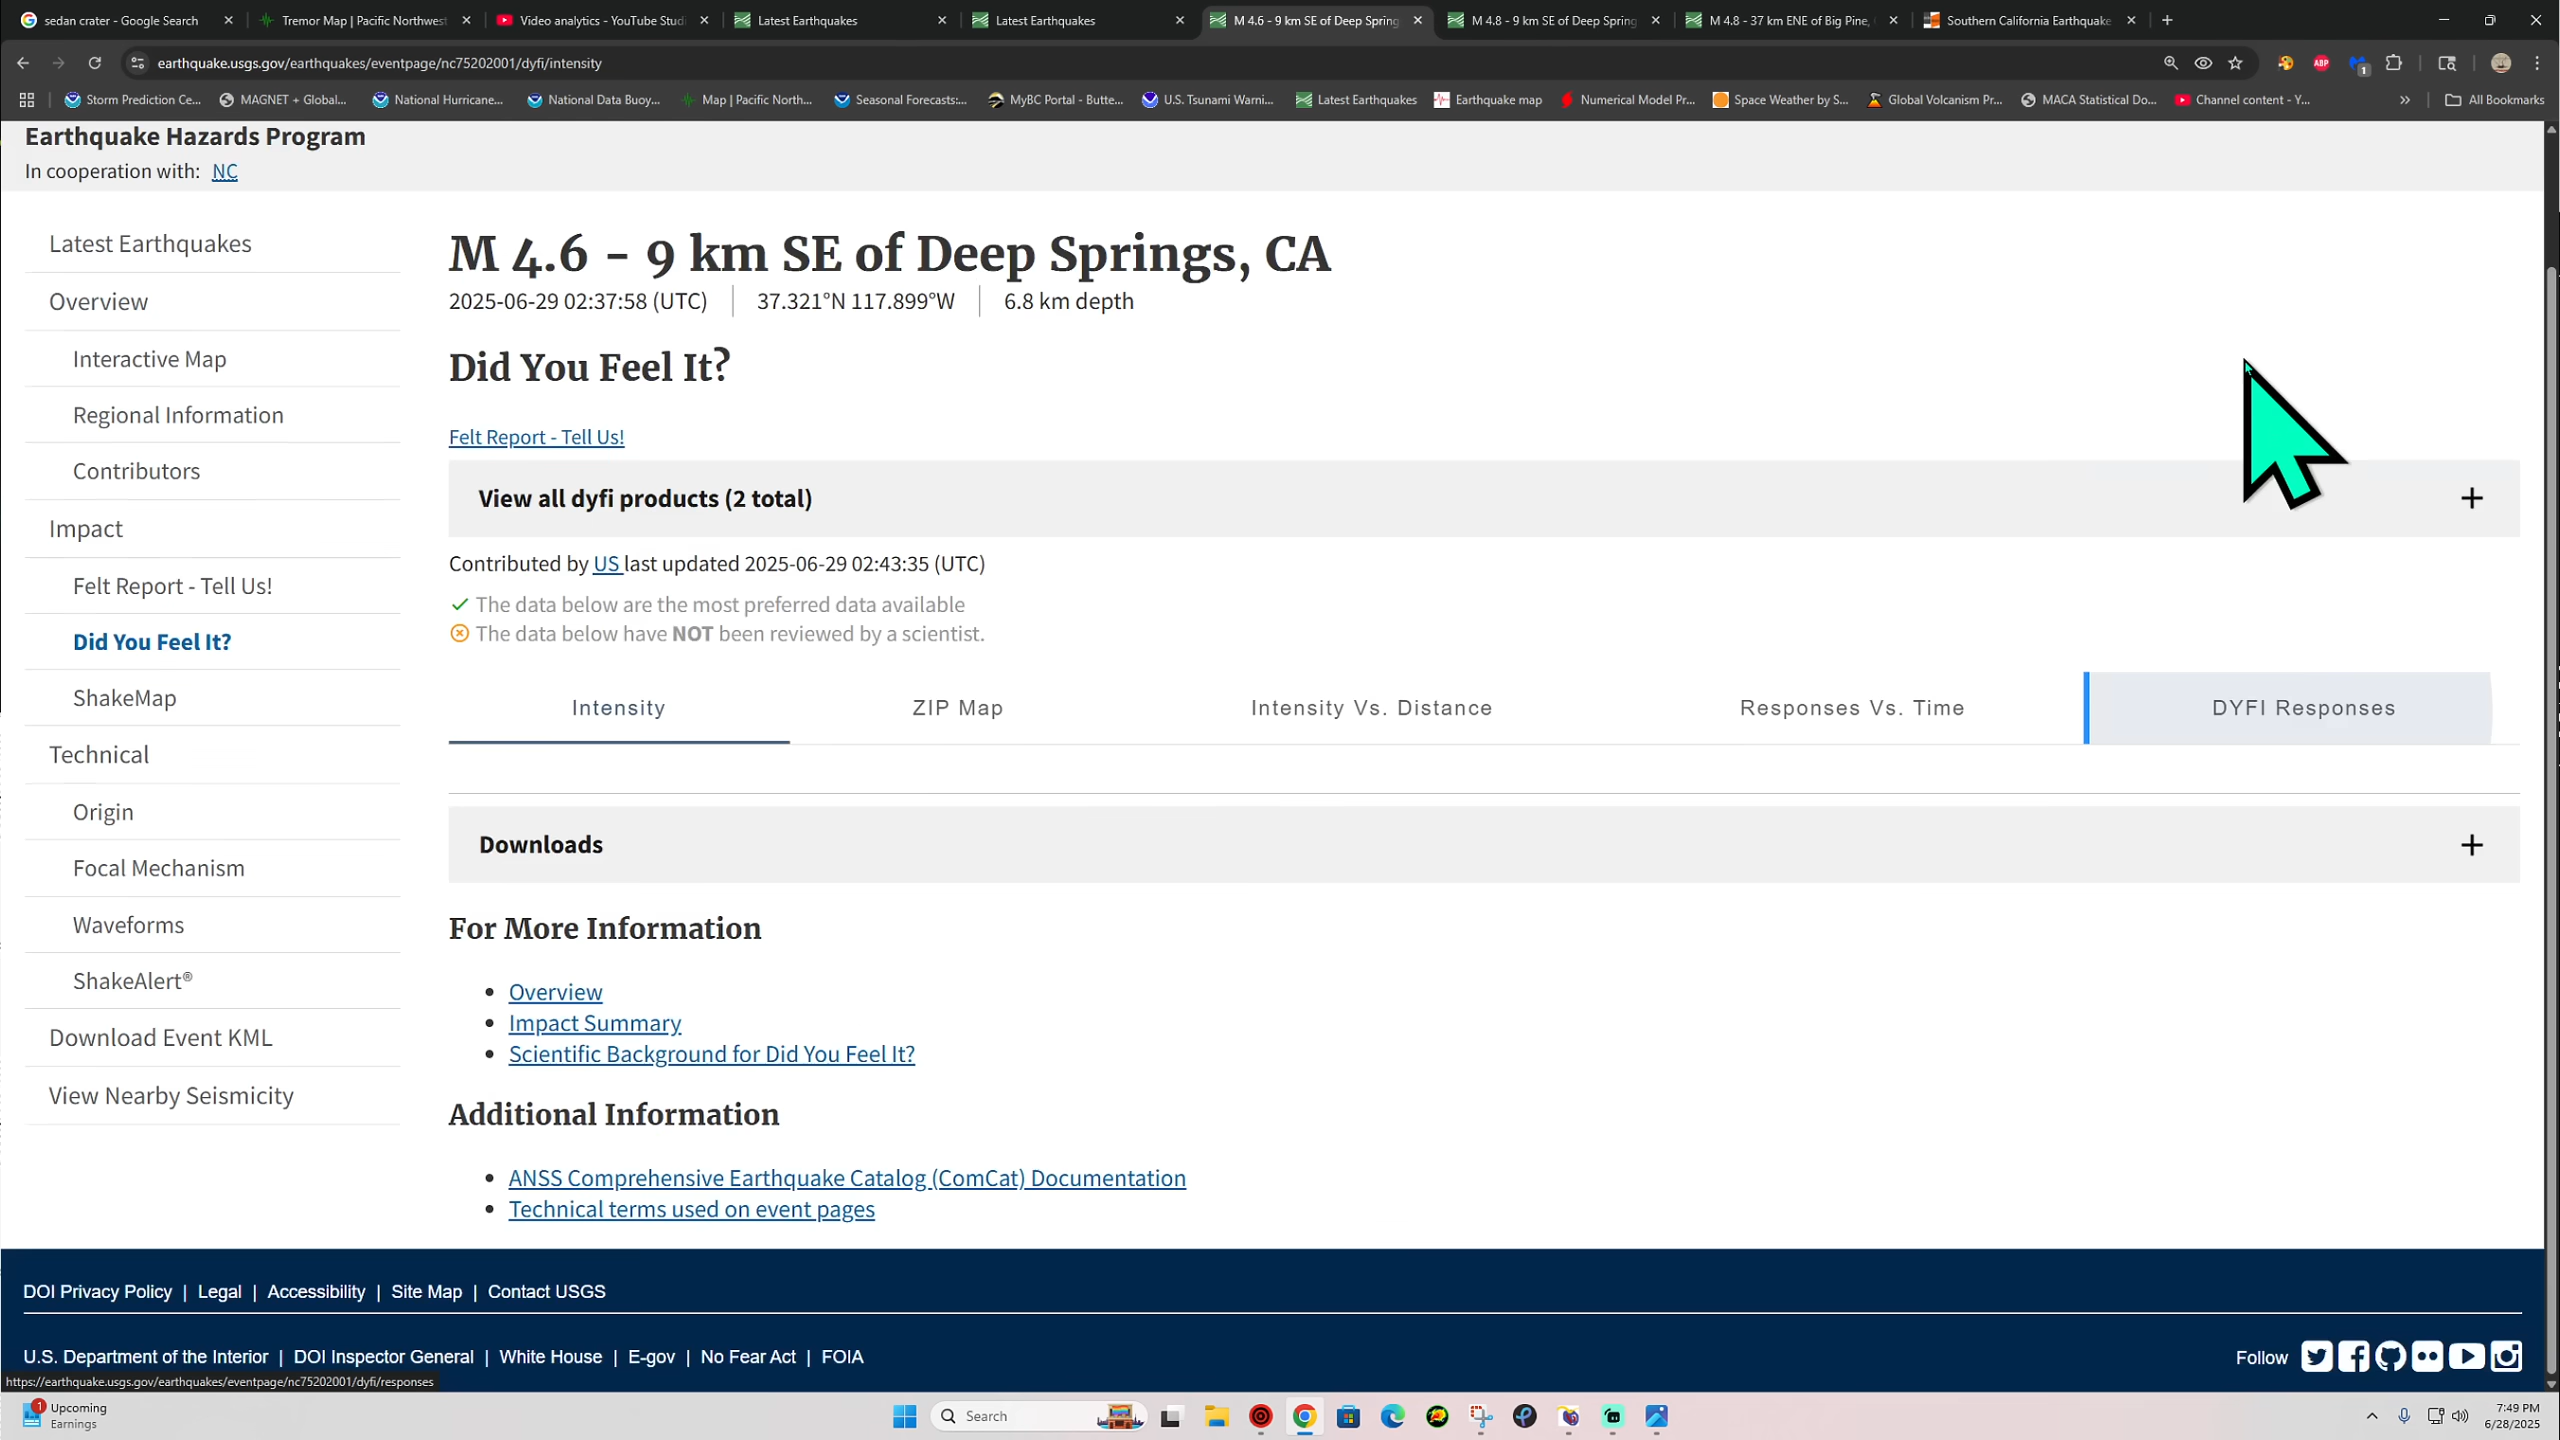 sedan crater - Google Search
Tremor Map | Pacific Northwest
Video analytics - YouTube Studi
Latest Earthquakes
Latest Earthquakes
M 4.6 - 9 km SE of Deep Spring
M 4.8 - 9 km SE of Deep Spring
M 4.8 - 37 km ENE of Big Pine,
Southern California Earthquake
earthquake.usgs.gov/earthquakes/eventpage/nc75202001/dyfi/intensity
Storm Prediction Ce...
MAGNET + Global...
National Hurricane...
National Data Buoy...
Map | Pacific North...
Seasonal Forecasts:...
MyBC Portal - Butte...
U.S. Tsunami Warni...
Latest Earthquakes
Earthquake map
Numerical Model Pr...
Space Weather by S...
Global Volcanism Pr...
MACA Statistical Do...
Channel content - Y...
All Bookmarks
Earthquake Hazards Program
In cooperation with: NC
Latest Earthquakes
Overview
Interactive Map
Regional Information
Contributors
Impact
Felt Report - Tell Us!
Did You Feel It?
ShakeMap
Technical
Origin
Focal Mechanism
Waveforms
ShakeAlert®
Download Event KML
View Nearby Seismicity
M 4.6 - 9 km SE of Deep Springs, CA
2025-06-29 02:37:58 (UTC) | 37.321°N 117.899°W | 6.8 km depth
Did You Feel It?
Felt Report - Tell Us!
View all dyfi products (2 total) +
Contributed by US last updated 2025-06-29 02:43:35 (UTC)
The data below are the most preferred data available
The data below have NOT been reviewed by a scientist.
Intensity
ZIP Map
Intensity Vs. Distance
Responses Vs. Time
DYFI Responses
Downloads +
For More Information
• Overview
• Impact Summary
• Scientific Background for Did You Feel It?
Additional Information
• ANSS Comprehensive Earthquake Catalog (ComCat) Documentation
• Technical terms used on event pages
DOI Privacy Policy | Legal | Accessibility | Site Map | Contact USGS
U.S. Department of the Interior | DOI Inspector General | White House | E-gov | No Fear Act | FOIA
Follow
https://earthquake.usgs.gov/earthquakes/eventpage/nc75202001/dyfi/responses
1
Upcoming
Earnings
Search
7:49 PM
6/28/2025
ABP
1